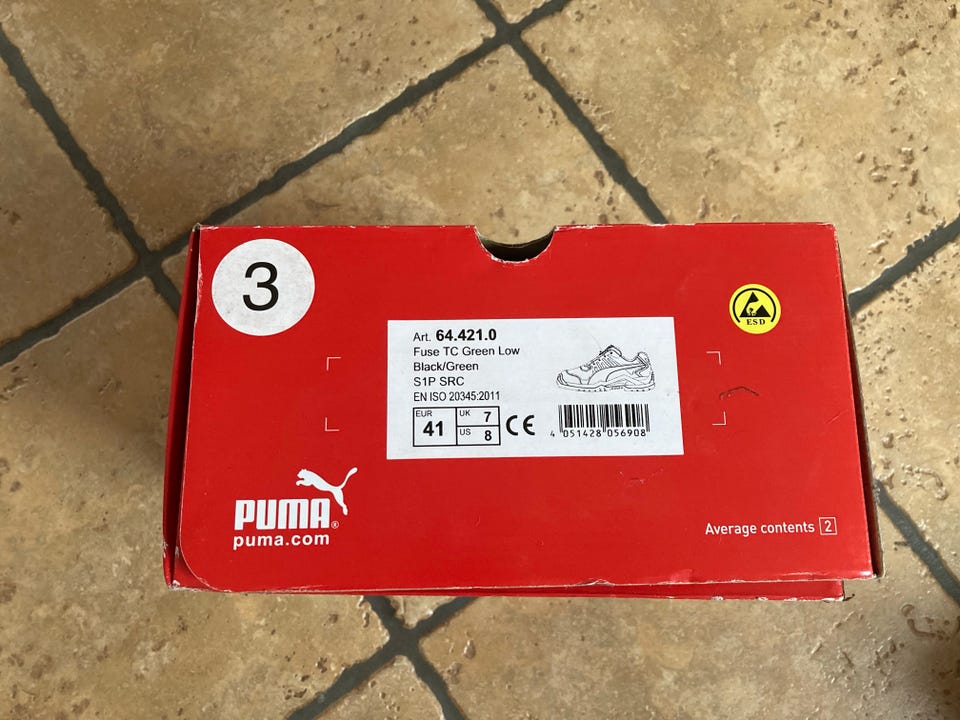 3
ESD
Art. 64.421.0
Fuse TC Green Low
Black/Green
S1P SRC
EN ISO 20345:2011
EUR 41
UK 7
US 8
CE
4 051428 056908
PUMA®
puma.com
Average contents 2